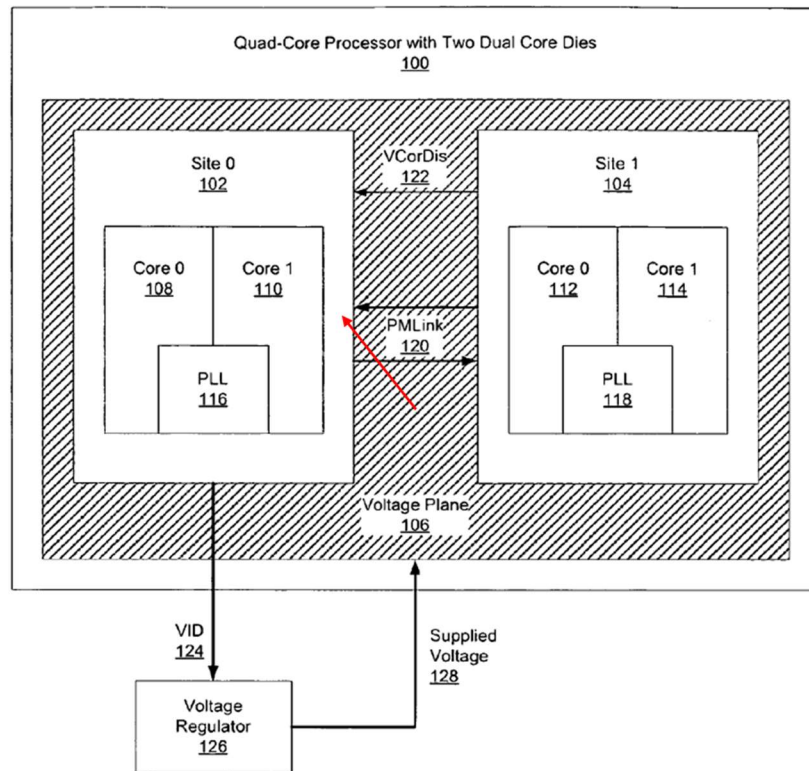 Quad-Core Processor with Two Dual Core Dies
100
Site 0
102
VCorDis
122
Site 1
104
Core 0
108
Core 1
110
Core 0
112
Core 1
114
PMLink
120
PLL
116
PLL
118
Voltage Plane
106
VID
124
Supplied
Voltage
128
Voltage
Regulator
126